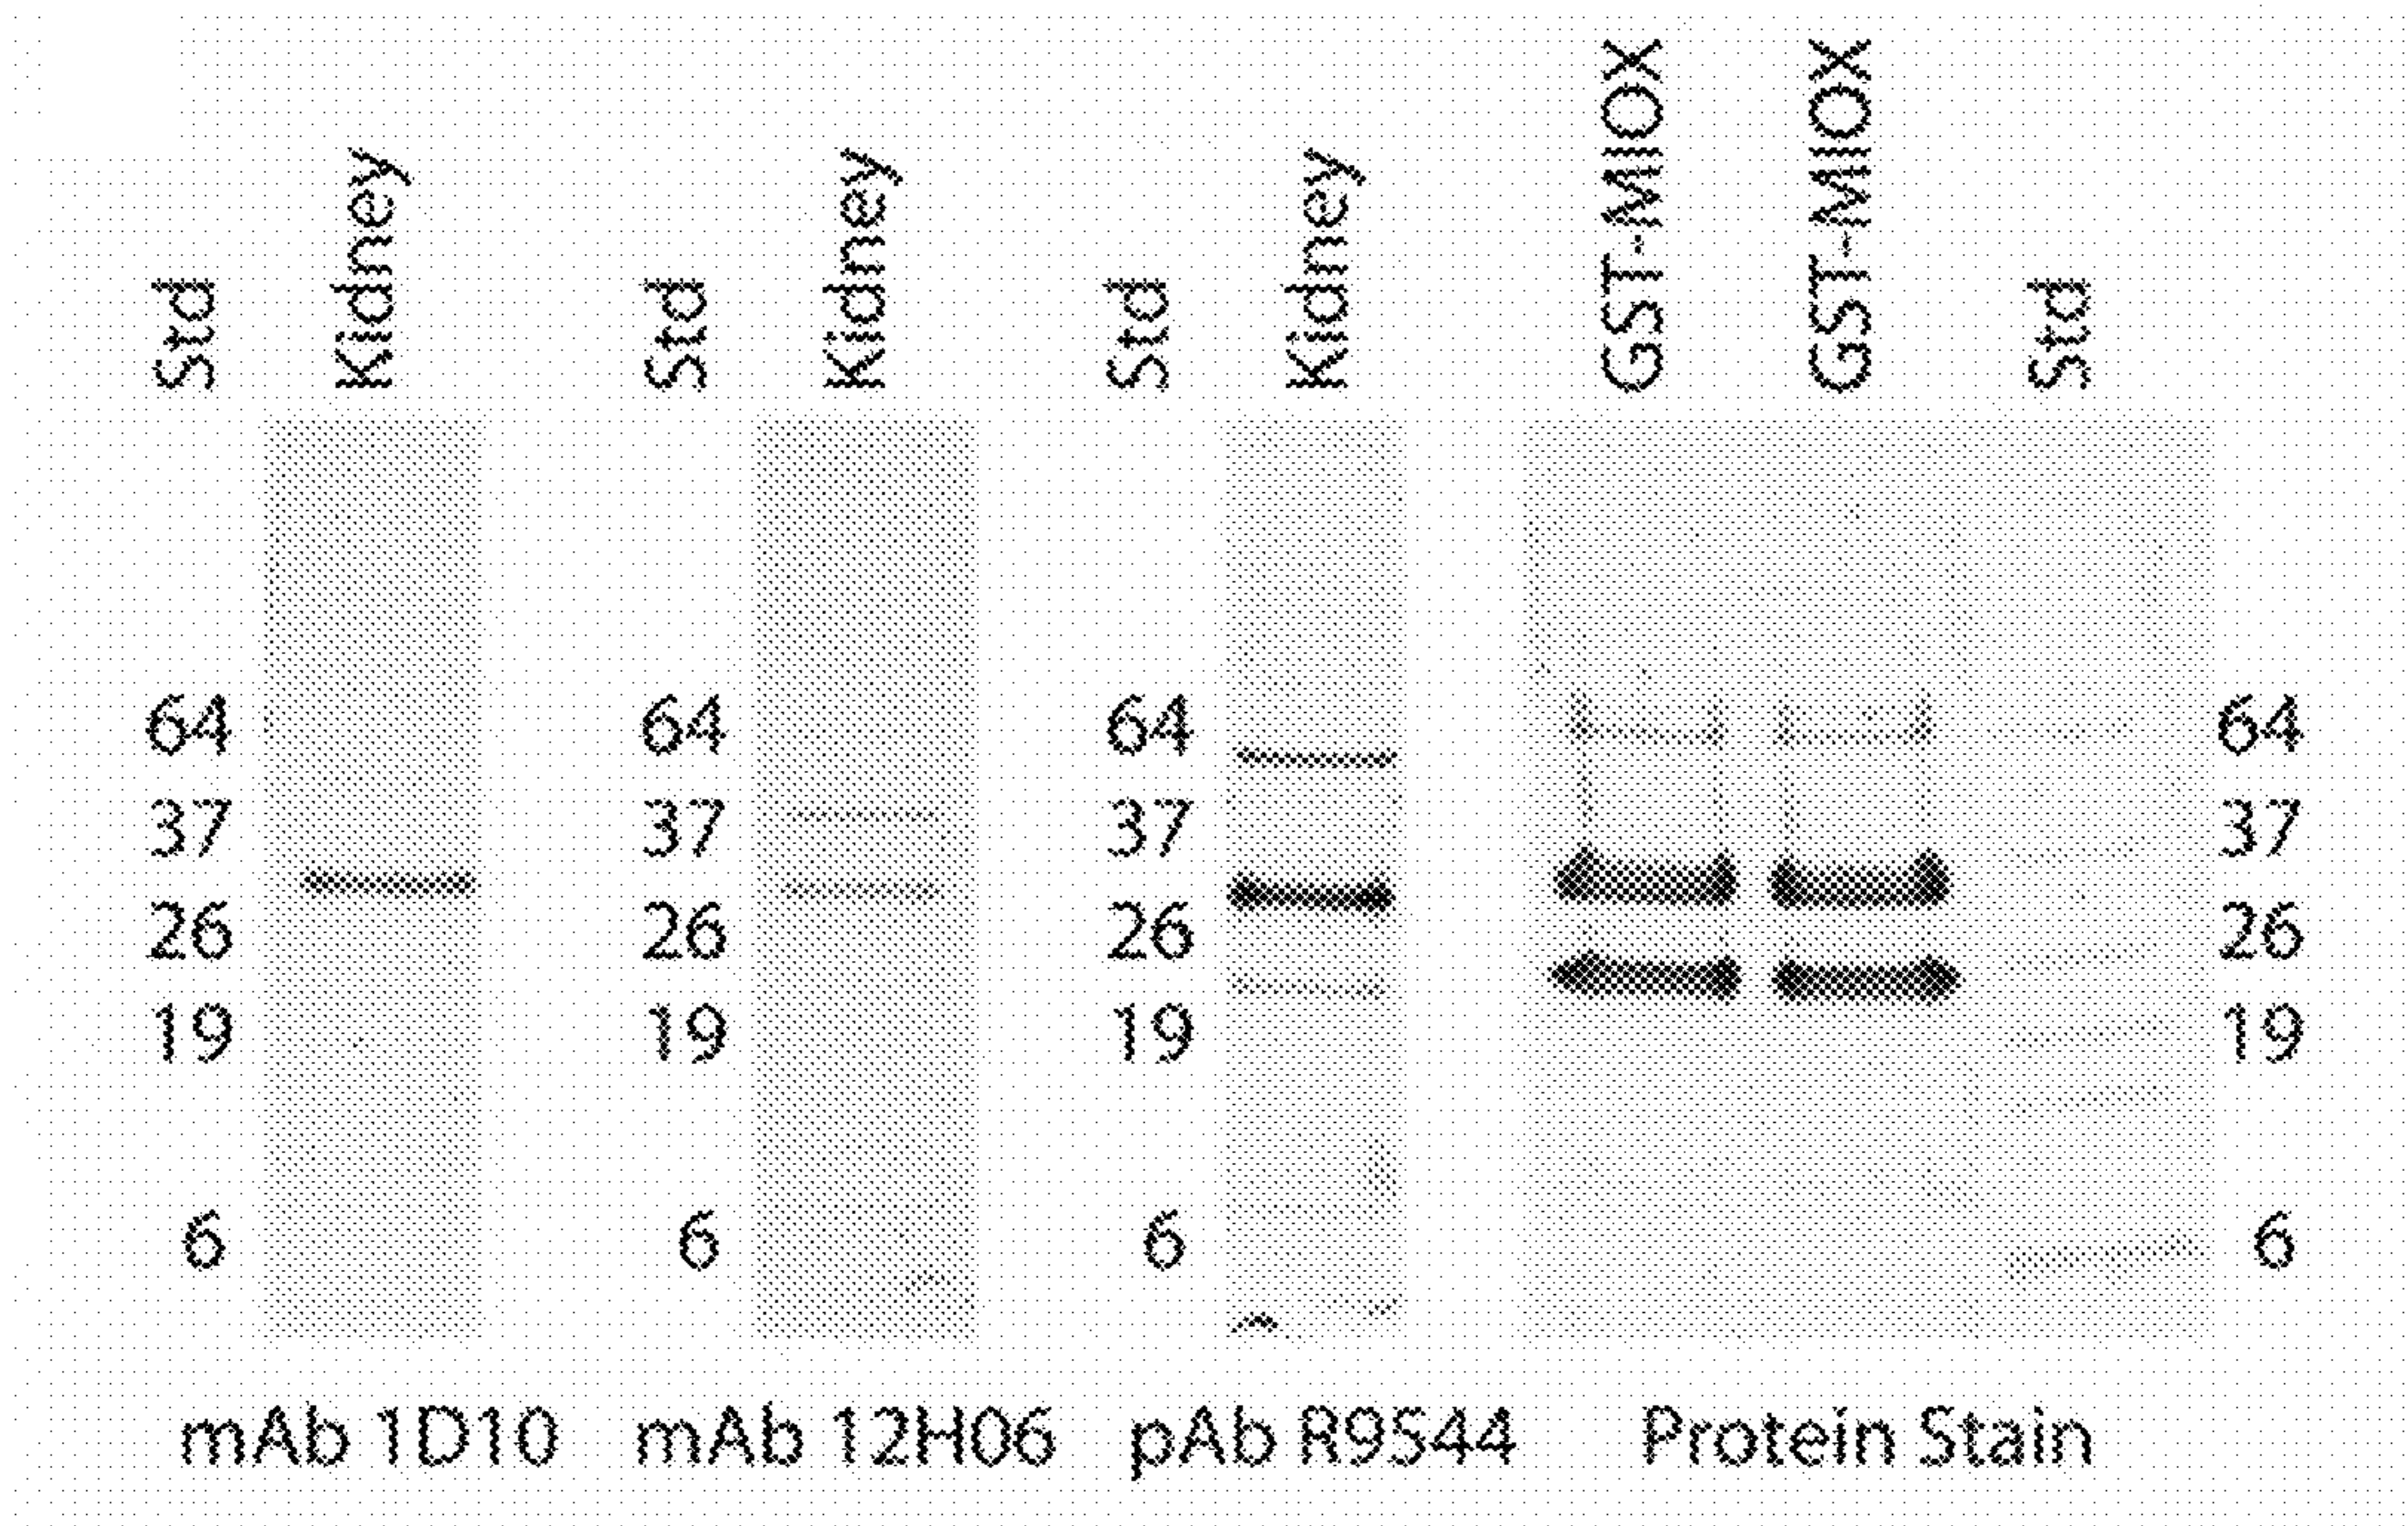 Std Kidney Std Kidney Std Kidney GST-MIOX GST-MIOX Std
64 64 64 64
37 37 37 37
26 26 26 26
19 19 19 19
6 6 6 6
mAb 1D10 mAb 12H06 pAb R9544 Protein Stain